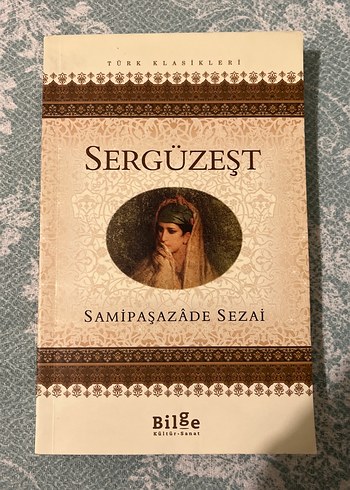 TÜRK KLASİKLERİ
SERGÜZEŞT
SAMİPAŞAZÂDE SEZAİ
Bilge
Kültür-Sanat